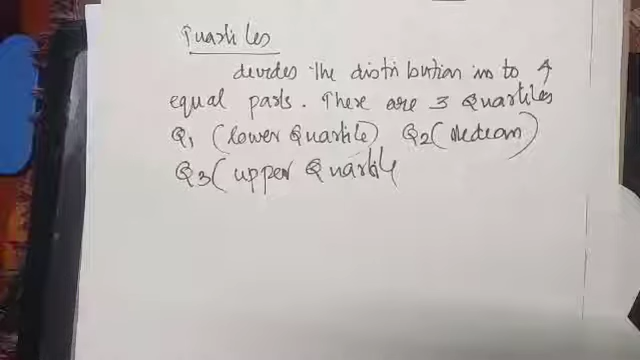 Quartiles
devides the distribution in to 4
equal parts. There are 3 Quartiles
Q1 (lower Quartile) Q2 (Median)
Q3 (upper Quartile